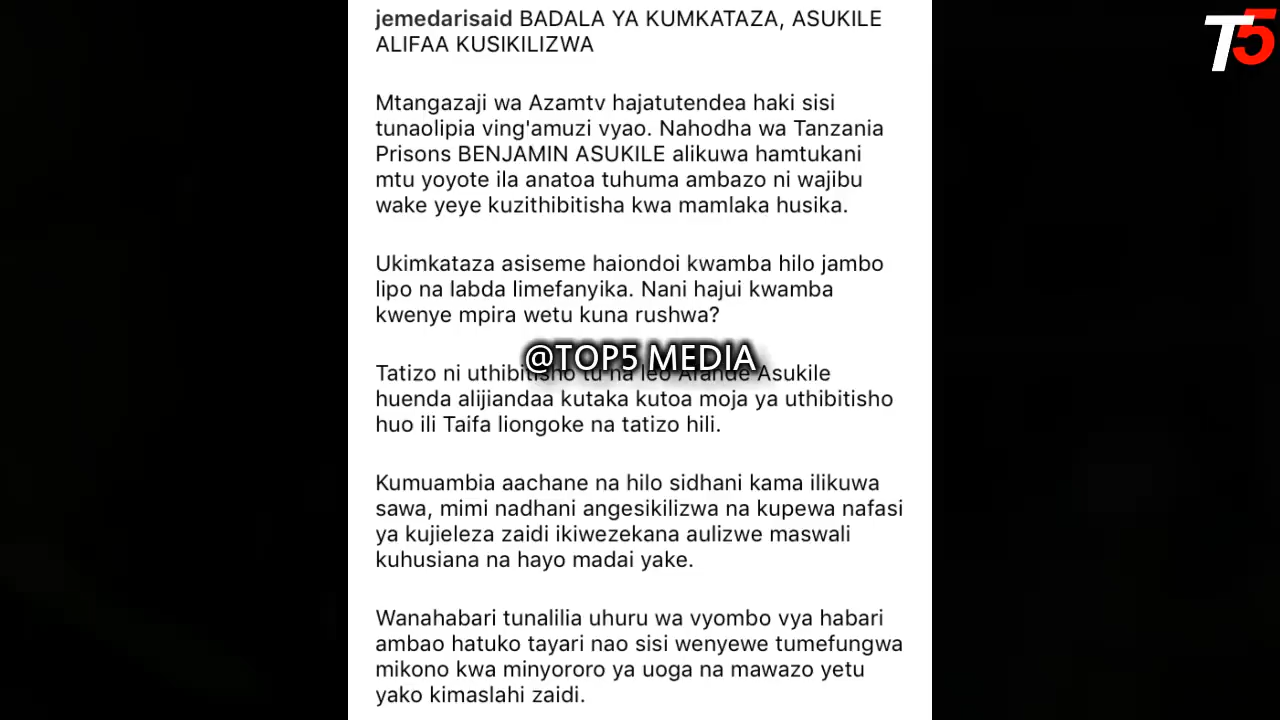 jemedarisaid BADALA YA KUMKATAZA, ASUKILE
ALIFAA KUSIKILIZWA
T5
Mtangazaji wa Azamtv hajatutendea haki sisi
tunaolipia ving'amuzi vyao. Nahodha wa Tanzania
Prisons BENJAMIN ASUKILE alikuwa hamtukani
mtu yoyote ila anatoa tuhuma ambazo ni wajibu
wake yeye kuzithibitisha kwa mamlaka husika.
Ukimkataza asiseme haiondoi kwamba hilo jambo
lipo na labda limefanyika. Nani hajui kwamba
kwenye mpira wetu kuna rushwa?
@TOP5 MEDIA
Tatizo ni uthibitisho tu na leo Afande Asukile
huenda alijiandaa kutaka kutoa moja ya uthibitisho
huo ili Taifa liongoke na tatizo hili.
Kumuambia aachane na hilo sidhani kama ilikuwa
sawa, mimi nadhani angesikilizwa na kupewa nafasi
ya kujieleza zaidi ikiwezekana aulizwe maswali
kuhusiana na hayo madai yake.
Wanahabari tunalilia uhuru wa vyombo vya habari
ambao hatuko tayari nao sisi wenyewe tumefungwa
mikono kwa minyororo ya uoga na mawazo yetu
yako kimaslahi zaidi.